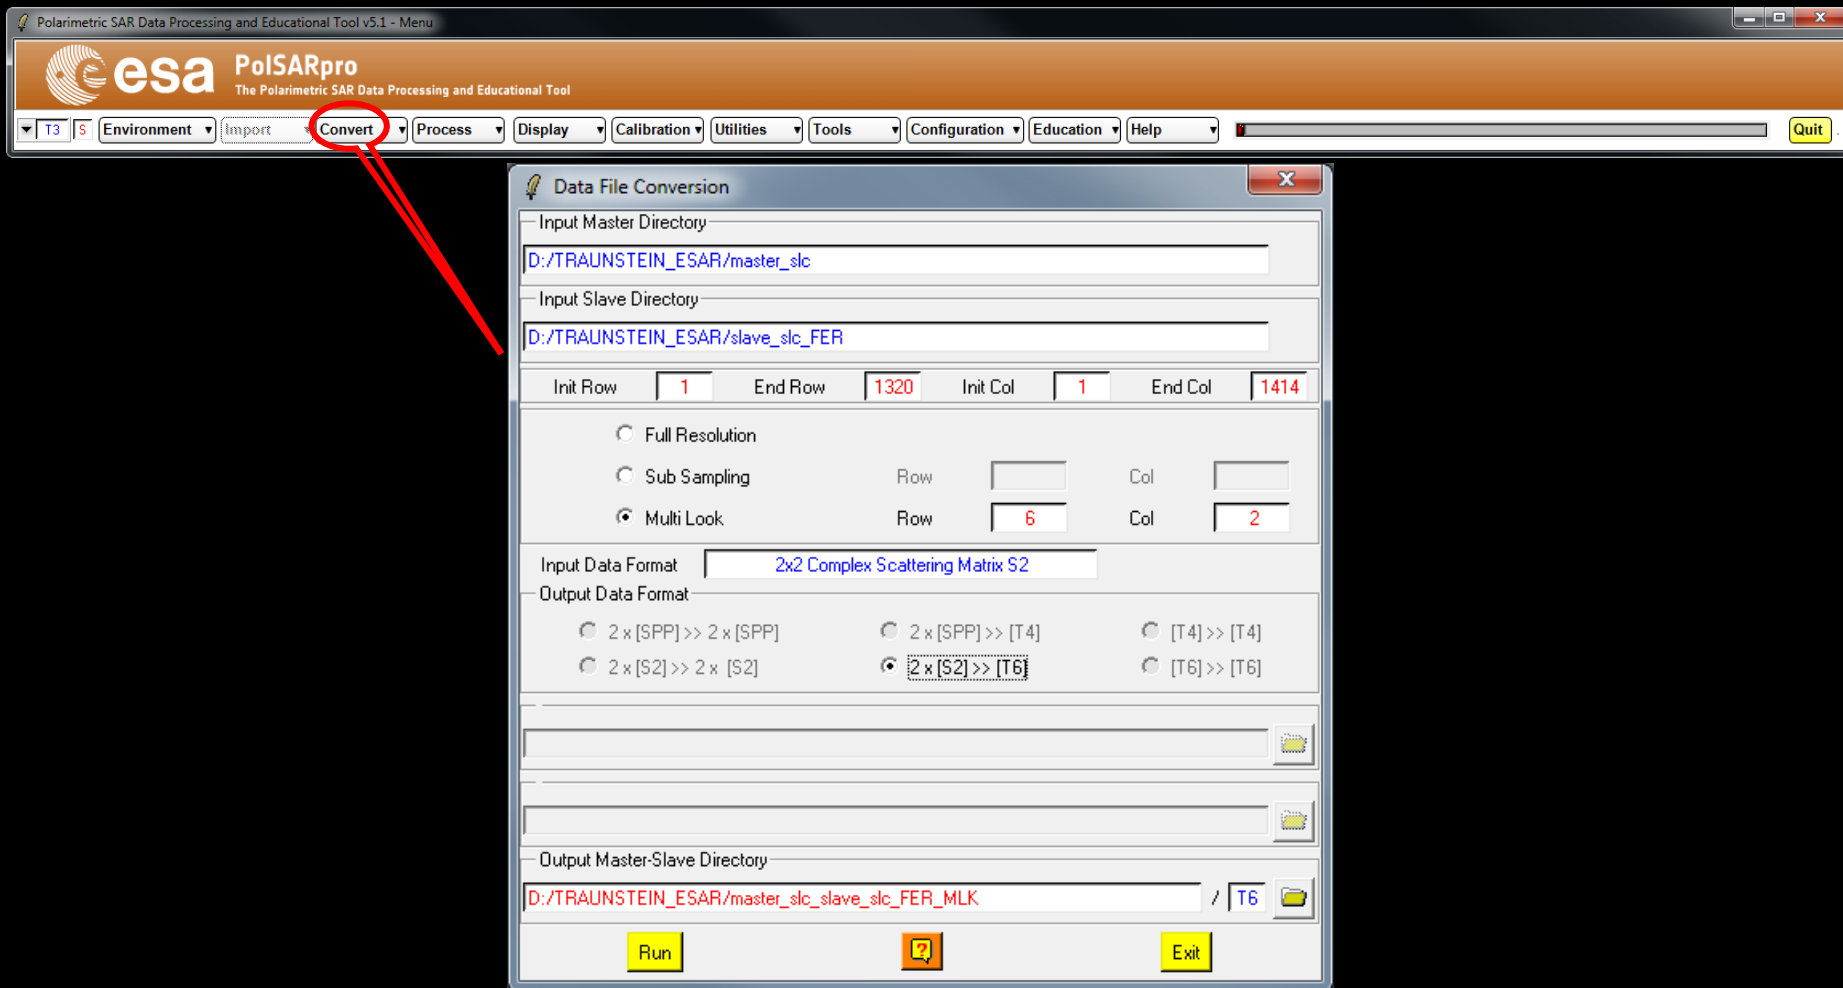 Polarimetric SAR Data Processing and Educational Tool v5.1 - Menu
esa PolSARpro
The Polarimetric SAR Data Processing and Educational Tool
T3 S Environment Import Convert Process Display Calibration Utilities Tools Configuration Education Help Quit
Data File Conversion
Input Master Directory
D:/TRAUNSTEIN_ESAR/master_slc
Input Slave Directory
D:/TRAUNSTEIN_ESAR/slave_slc_FER
Init Row 1 End Row 1320 Init Col 1 End Col 1414
Full Resolution
Sub Sampling Row Col
Multi Look Row 6 Col 2
Input Data Format 2x2 Complex Scattering Matrix S2
Output Data Format
2 x [SPP] >> 2 x [SPP] 2 x [SPP] >> [T4] [T4] >> [T4]
2 x [S2] >> 2 x [S2] 2 x [S2] >> [T6] [T6] >> [T6]
Output Master-Slave Directory
D:/TRAUNSTEIN_ESAR/master_slc_slave_slc_FER_MLK / T6
Run ? Exit